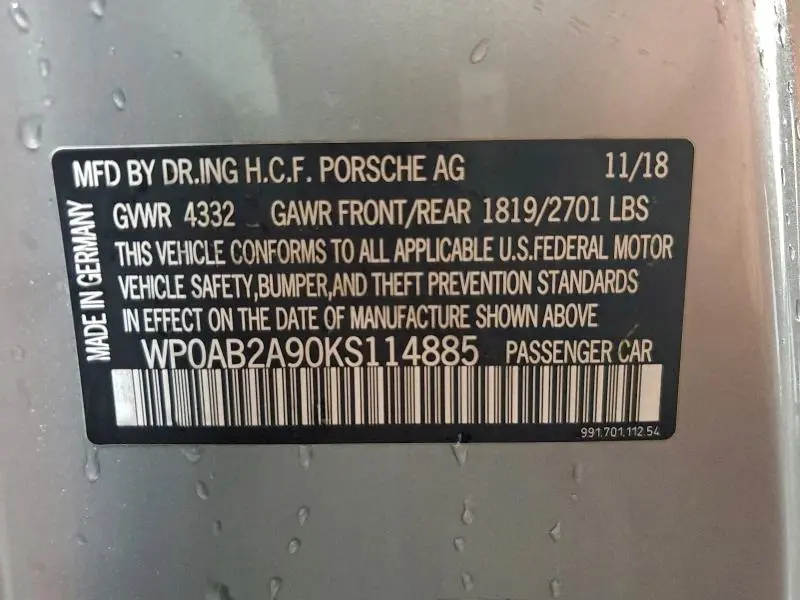 MFD BY DR.ING H.C.F. PORSCHE AG 11/18
GVWR 4332 GAWR FRONT/REAR 1819/2701 LBS
THIS VEHICLE CONFORMS TO ALL APPLICABLE U.S.FEDERAL MOTOR
VEHICLE SAFETY,BUMPER,AND THEFT PREVENTION STANDARDS
IN EFFECT ON THE DATE OF MANUFACTURE SHOWN ABOVE
WP0AB2A90KS114885 PASSENGER CAR
991.701.112.54
MADE IN GERMANY